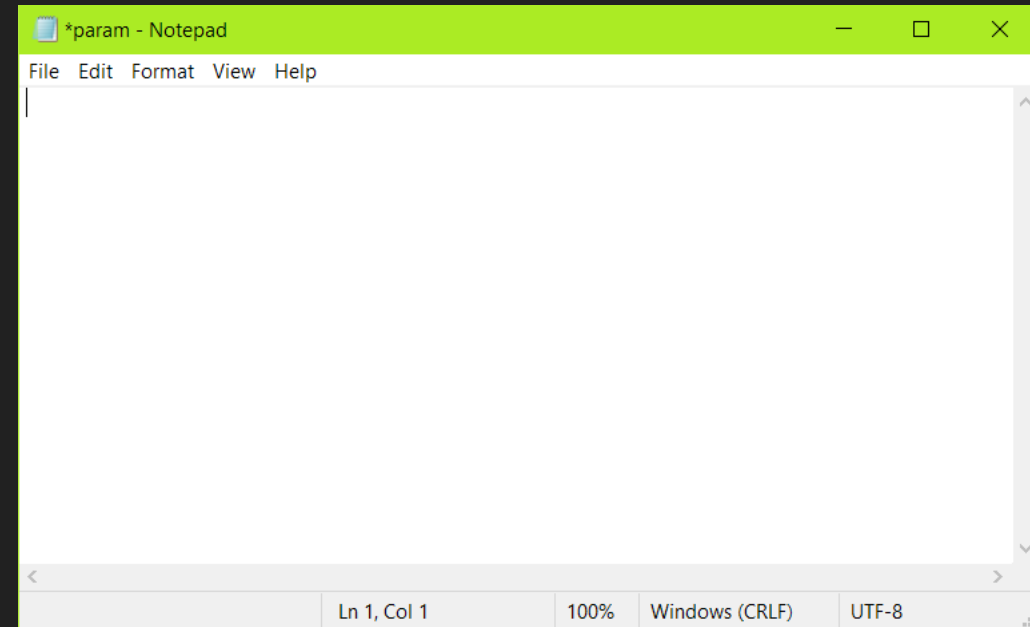 *param - Notepad
File Edit Format View Help
Ln 1, Col 1 100% Windows (CRLF) UTF-8